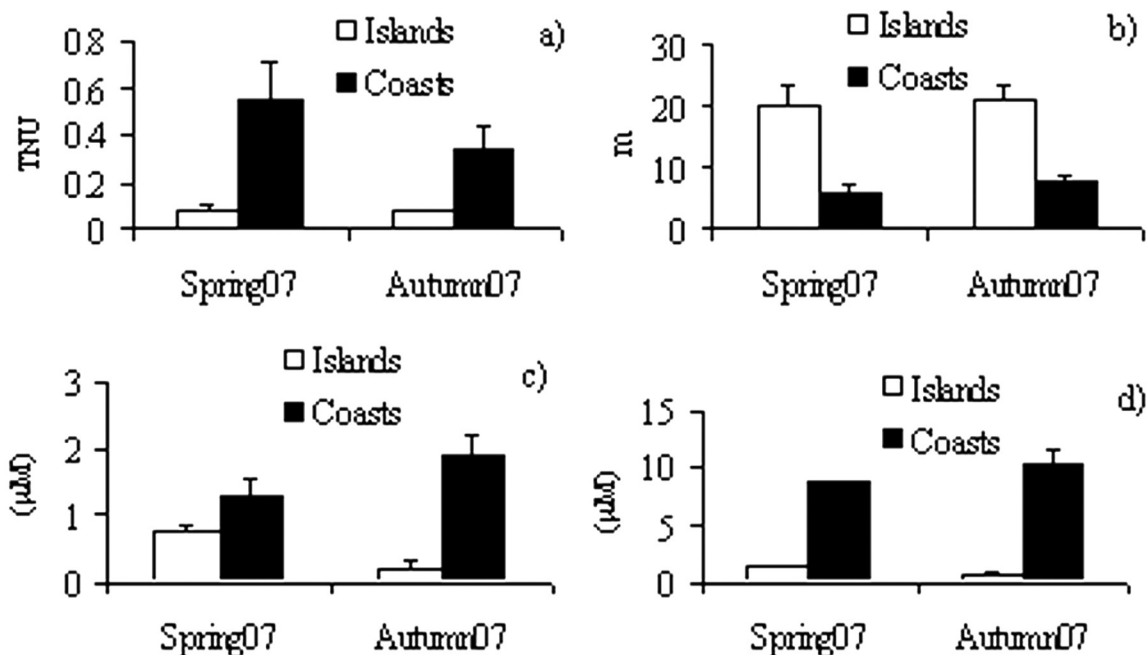 Islands
a)
Coasts
0.8
0.6
0.4
0.2
0
TNU
Spring07
Autumn07
Islands
b)
Coasts
30
20
10
0
m
Spring07
Autumn07
Islands
c)
Coasts
3
2
1
0
(µM)
Spring07
Autumn07
Islands
d)
Coasts
15
10
5
0
(µM)
Spring07
Autumn07